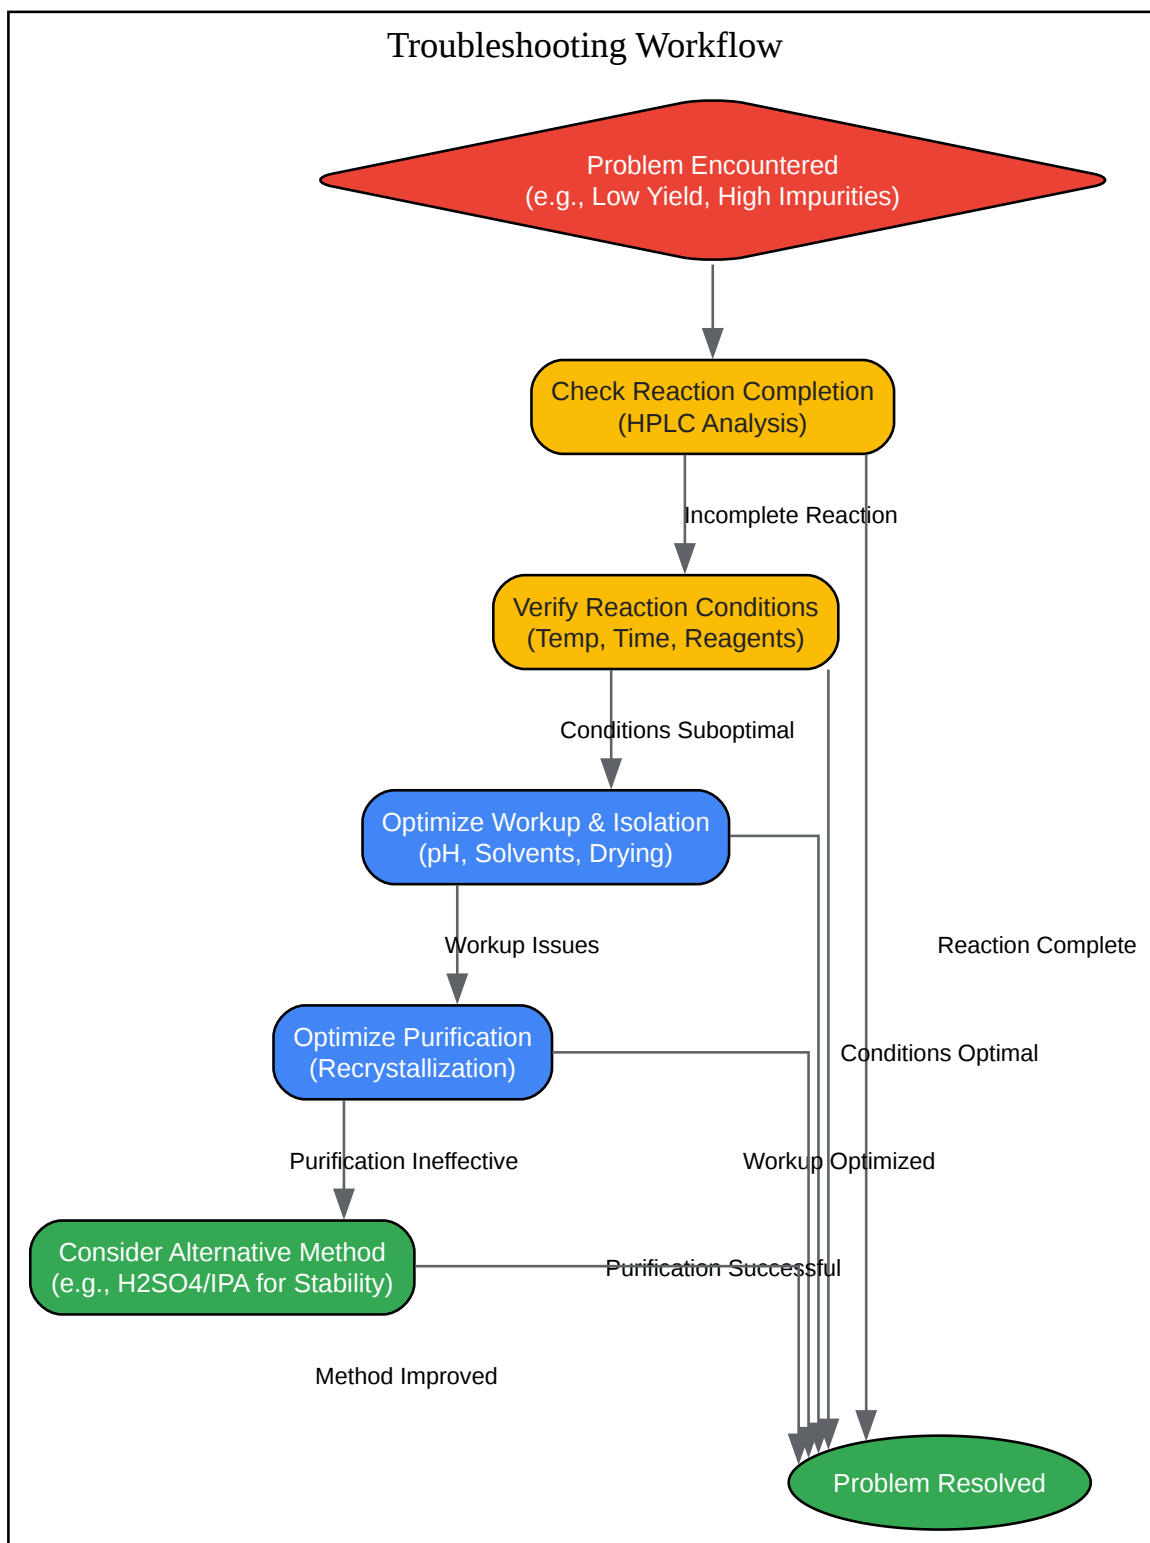 Troubleshooting Workflow
Problem Encountered
(e.g., Low Yield, High Impurities)
Check Reaction Completion
(HPLC Analysis)
Incomplete Reaction
Verify Reaction Conditions
(Temp, Time, Reagents)
Conditions Suboptimal
Optimize Workup & Isolation
(pH, Solvents, Drying)
Workup Issues
Reaction Complete
Optimize Purification
(Recrystallization)
Conditions Optimal
Purification Ineffective
Workup Optimized
Consider Alternative Method
(e.g., H2SO4/IPA for Stability)
Purification Successful
Method Improved
Problem Resolved